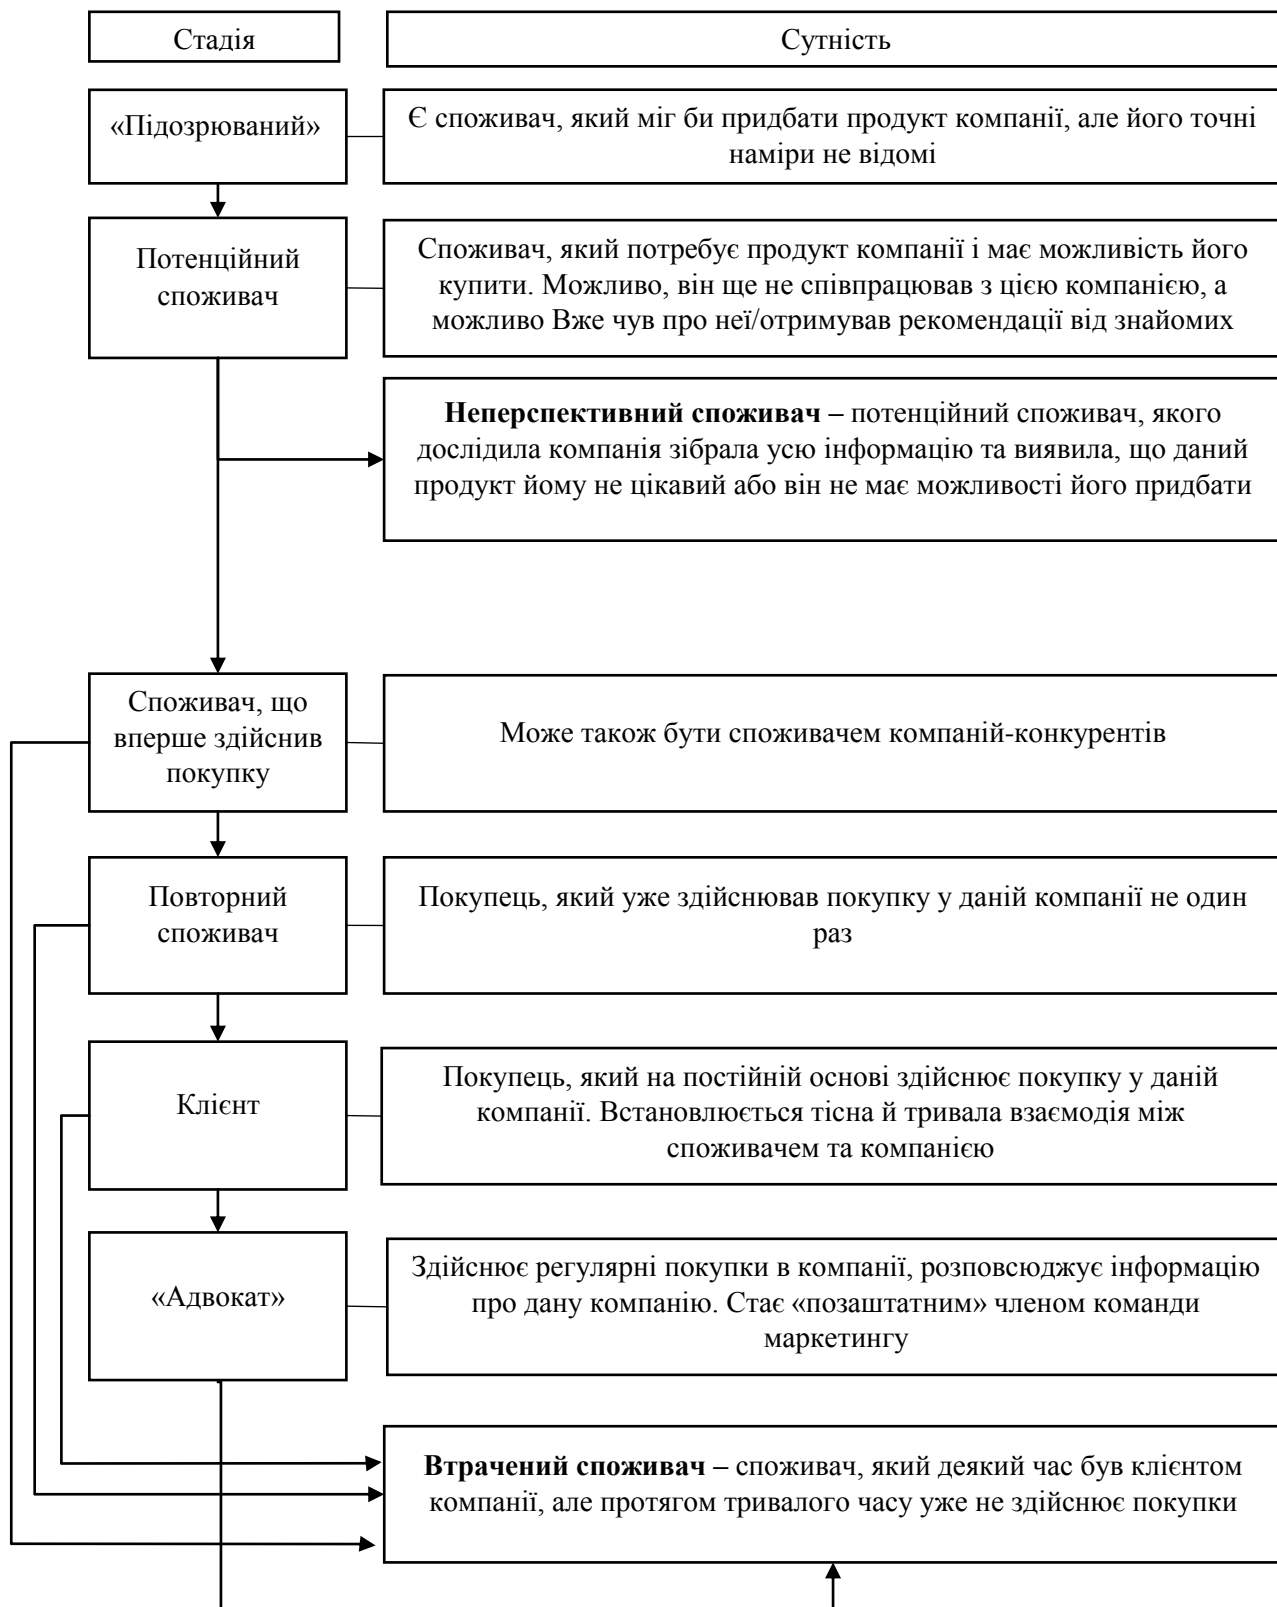 Стадія
Сутність
«Підозрюваний»
Є споживач, який міг би придбати продукт компанії, але його точні
наміри не відомі
Потенційний
споживач
Споживач, який потребує продукт компанії і має можливість його
купити. Можливо, він ще не співпрацював з цією компанією, а
можливо Вже чув про неї/отримував рекомендації від знайомих
Неперспективний споживач – потенційний споживач, якого
дослідила компанія зібрала усю інформацію та виявила, що даний
продукт йому не цікавий або він не має можливості його придбати
Споживач, що
вперше здійснив
покупку
Може також бути споживачем компаній-конкурентів
Повторний
споживач
Покупець, який уже здійснював покупку у даній компанії не один
раз
Клієнт
Покупець, який на постійній основі здійснює покупку у даній
компанії. Встановлюється тісна й тривала взаємодія між
споживачем та компанією
«Адвокат»
Здійснює регулярні покупки в компанії, розповсюджує інформацію
про дану компанію. Стає «позаштатним» членом команди
маркетингу
Втрачений споживач – споживач, який деякий час був клієнтом
компанії, але протягом тривалого часу уже не здійснює покупки